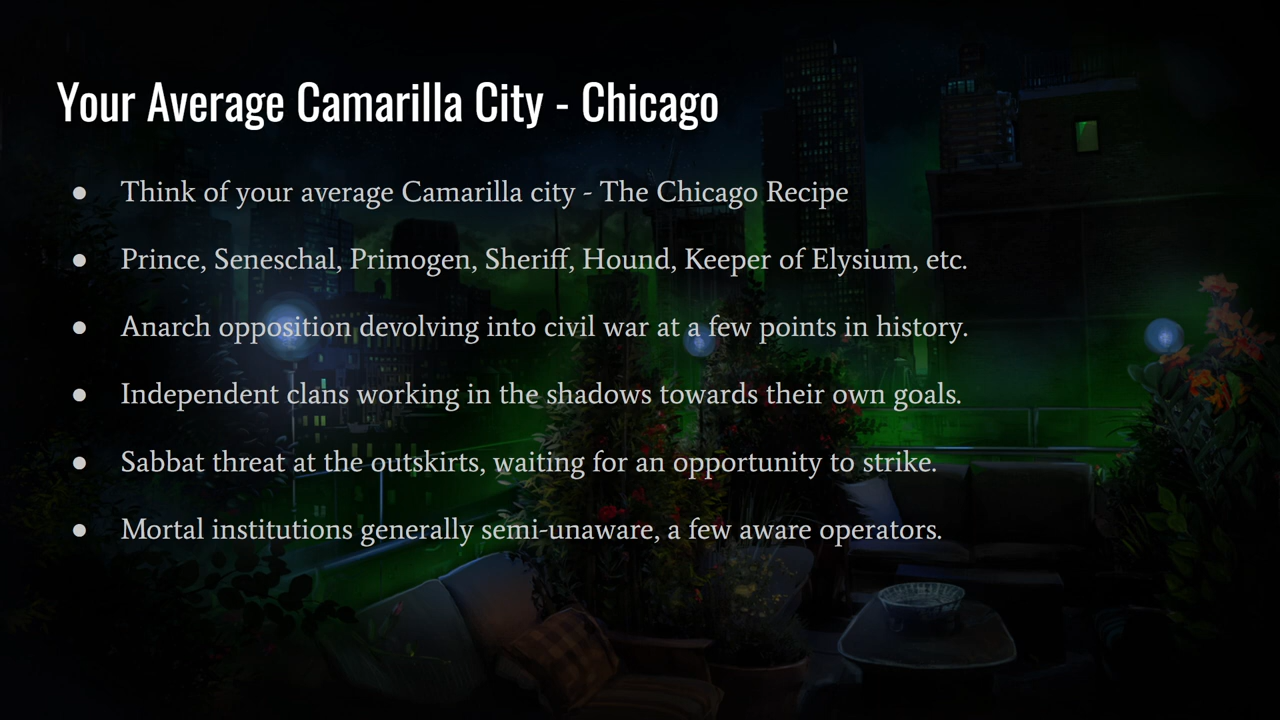 Your Average Camarilla City - Chicago
● Think of your average Camarilla city - The Chicago Recipe
● Prince, Seneschal, Primogen, Sheriff, Hound, Keeper of Elysium, etc.
● Anarch opposition devolving into civil war at a few points in history.
● Independent clans working in the shadows towards their own goals.
● Sabbat threat at the outskirts, waiting for an opportunity to strike.
● Mortal institutions generally semi-unaware, a few aware operators.